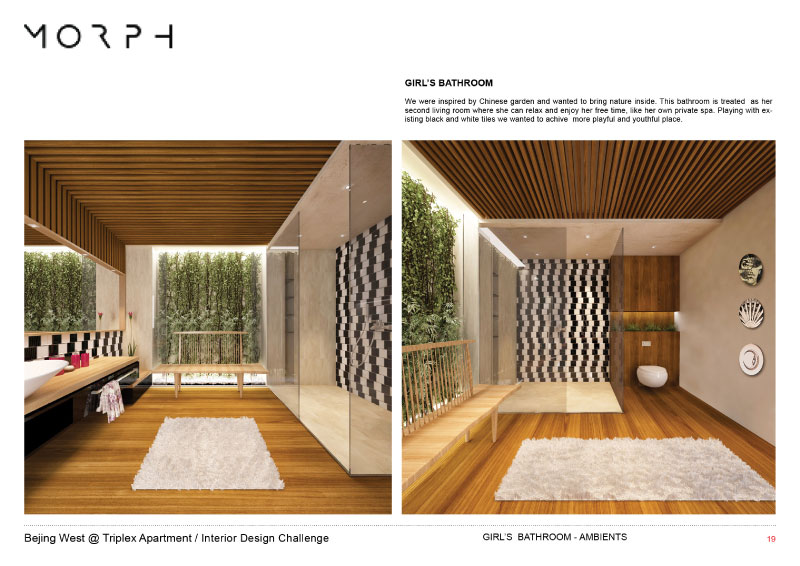 MORPH
GIRL'S BATHROOM
We were inspired by Chinese garden and wanted to bring nature inside. This bathroom is treated as her
second living room where she can relax and enjoy her free time, like her own private spa. Playing with ex-
isting black and white tiles we wanted to achive more playful and youthful place.
Bejing West @ Triplex Apartment / Interior Design Challenge
GIRL'S BATHROOM - AMBIENTS
19